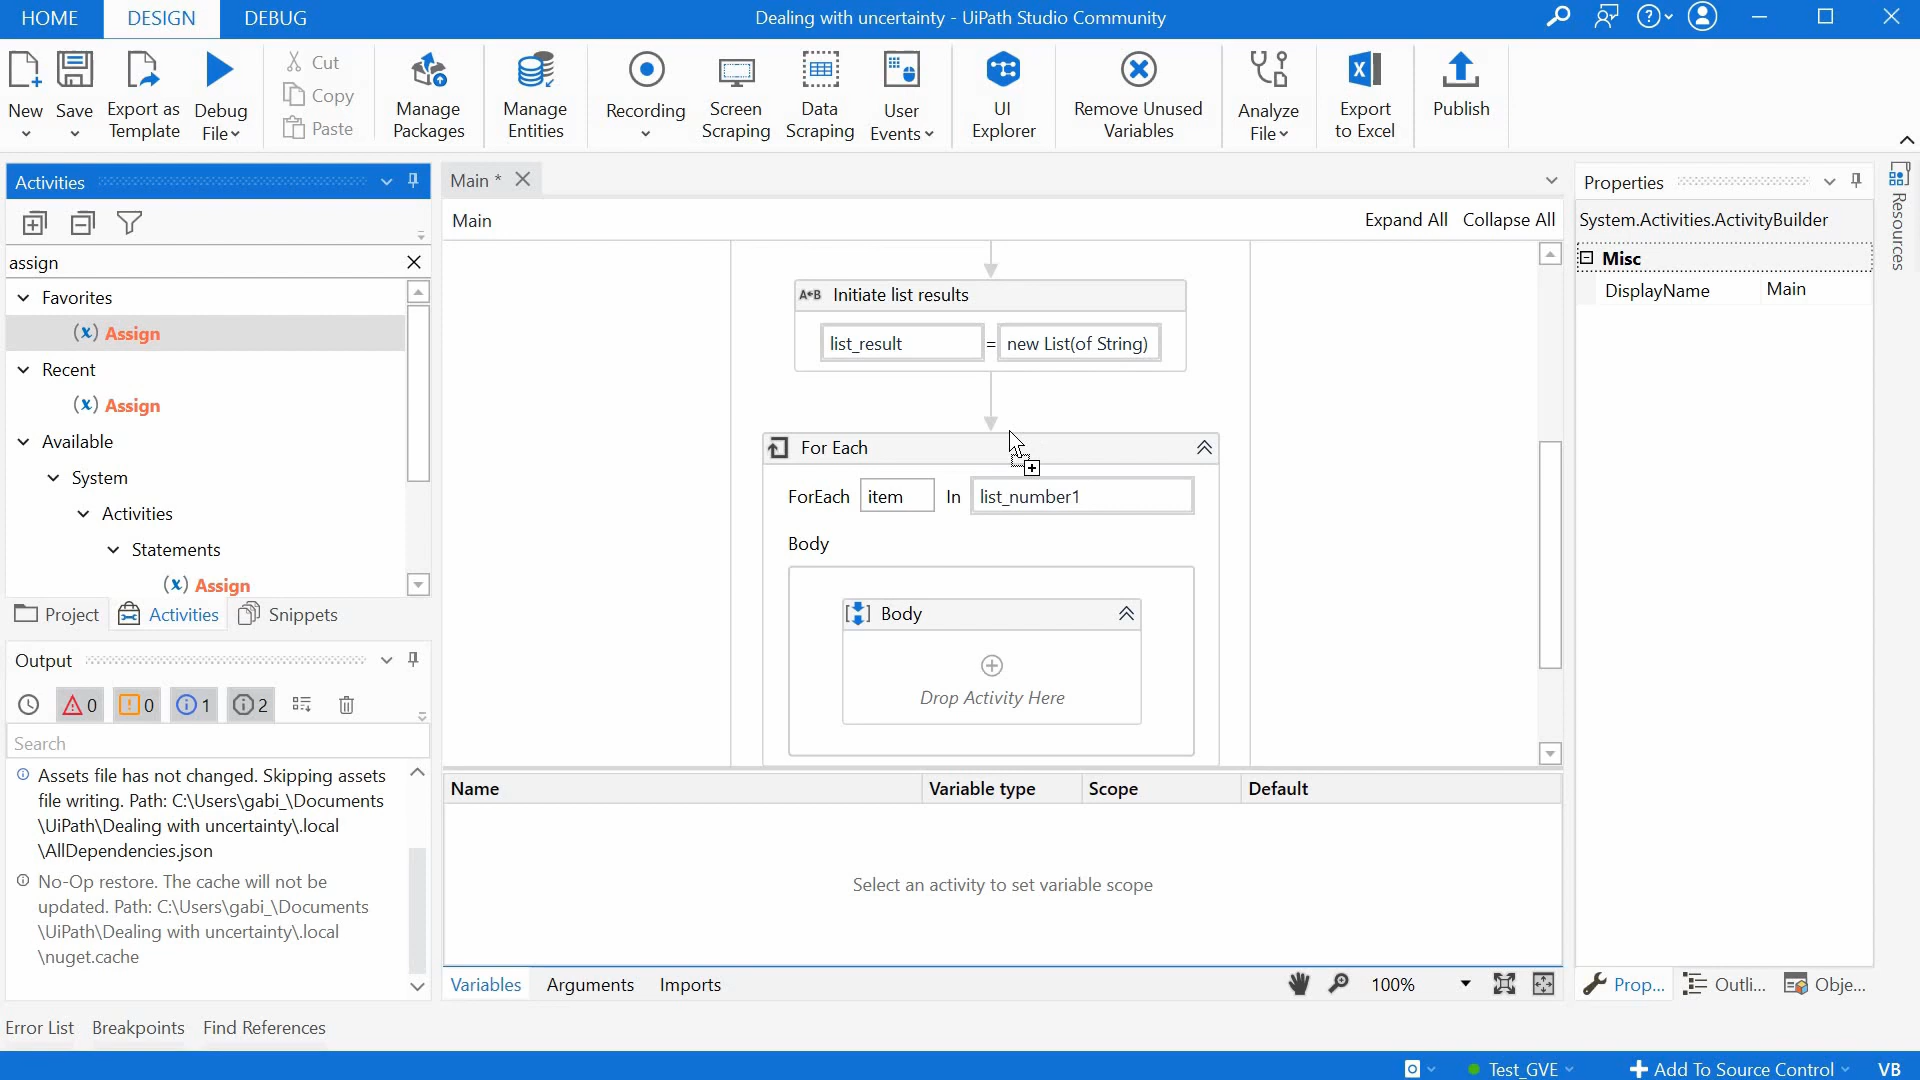 HOME DESIGN DEBUG
Dealing with uncertainty - UiPath Studio Community
New Save Export as Template Debug File
Cut
Copy
Paste
Manage Packages
Manage Entities
Recording
Screen Scraping
Data Scraping
User Events
UI Explorer
Remove Unused Variables
Analyze File
Export to Excel
Publish
Activities
assign
Favorites
(x) Assign
Recent
(x) Assign
Available
System
Activities
Statements
(x) Assign
Project Activities Snippets
Output
0 0 1 2
Search
Assets file has not changed. Skipping assets
file writing. Path: C:\Users\gabi_\Documents
\UiPath\Dealing with uncertainty\.local
\AllDependencies.json
No-Op restore. The cache will not be
updated. Path: C:\Users\gabi_\Documents
\UiPath\Dealing with uncertainty\.local
\nuget.cache
Main *
Main Expand All Collapse All
A+B Initiate list results
list_result = new List(of String)
For Each
ForEach item In list_number1
Body
Body
Drop Activity Here
Name Variable type Scope Default
Select an activity to set variable scope
Variables Arguments Imports 100%
Properties
System.Activities.ActivityBuilder
Misc
DisplayName Main
Resources
Prop... Outli... Obje...
Error List Breakpoints Find References
Test_GVE Add To Source Control VB